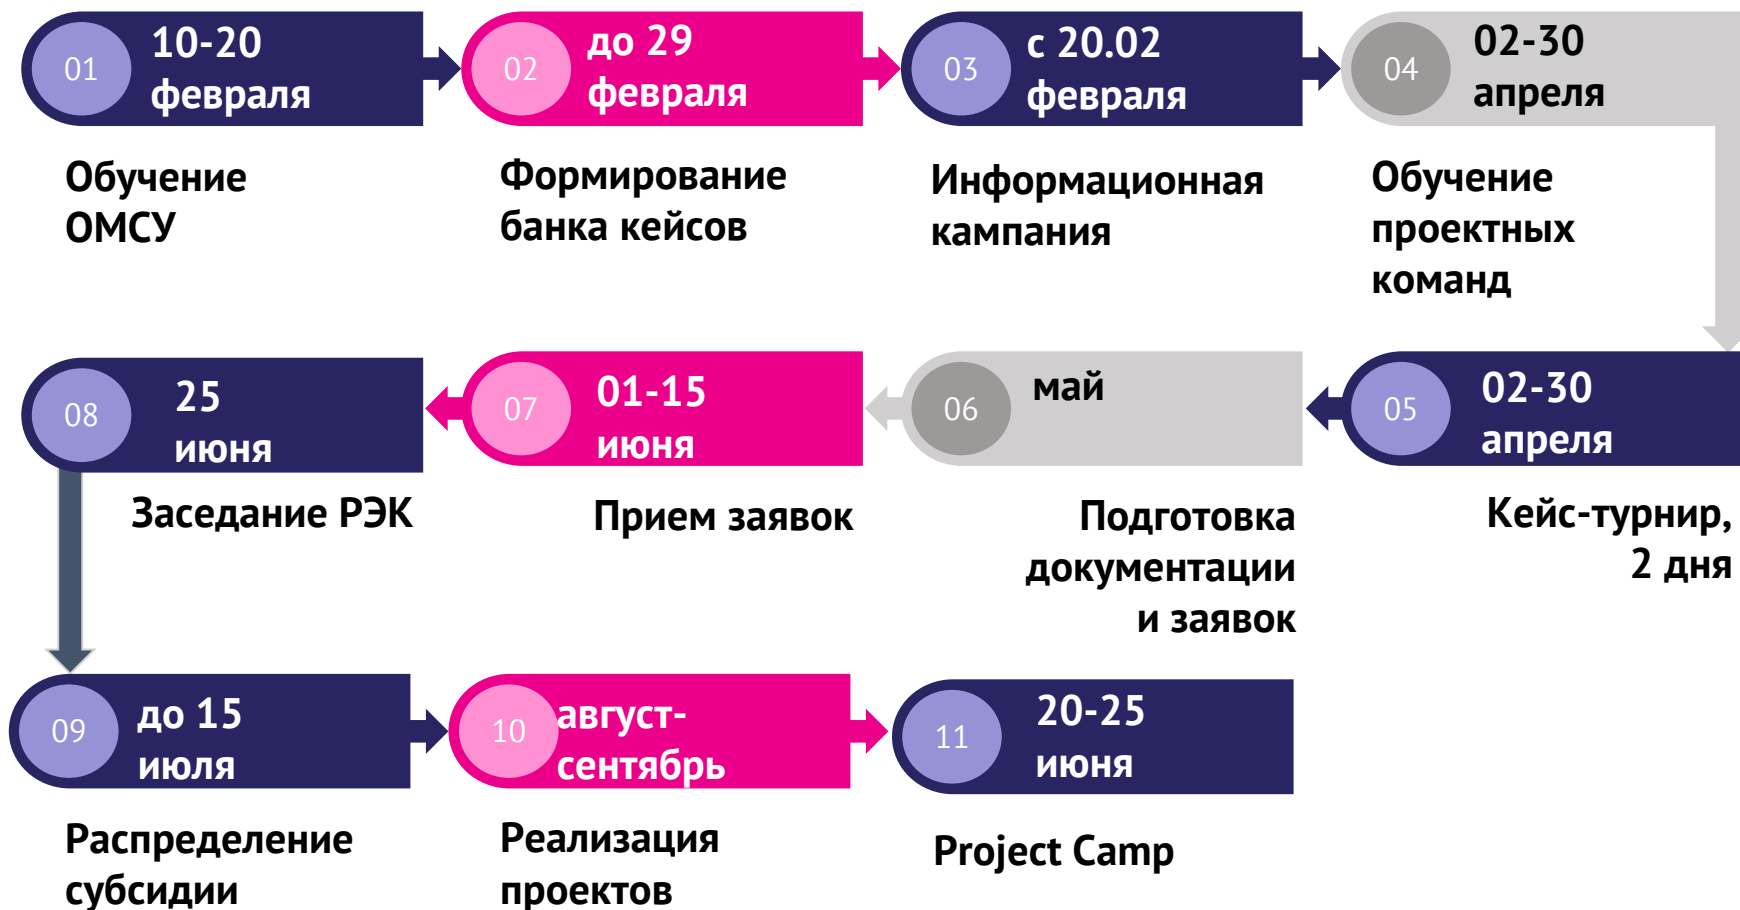 01
10-20
февраля
Обучение
ОМСУ
02
до 29
февраля
Формирование
банка кейсов
03
с 20.02
февраля
Информационная
кампания
04
02-30
апреля
Обучение
проектных
команд
08
25
июня
Заседание РЭК
07
01-15
июня
Прием заявок
06
май
Подготовка
документации
и заявок
05
02-30
апреля
Кейс-турнир,
2 дня
09
до 15
июля
Распределение
субсидии
10
август-
сентябрь
Реализация
проектов
11
20-25
июня
Project Camp